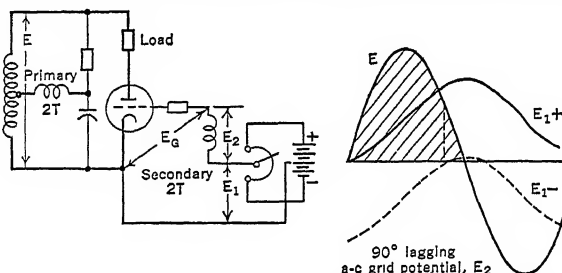 E
Load
Primary
2T
E_G
E_2
Secondary
2T
E_1
+
-
E
E_1+
E_1-
90° lagging
a-c grid potential, E_2